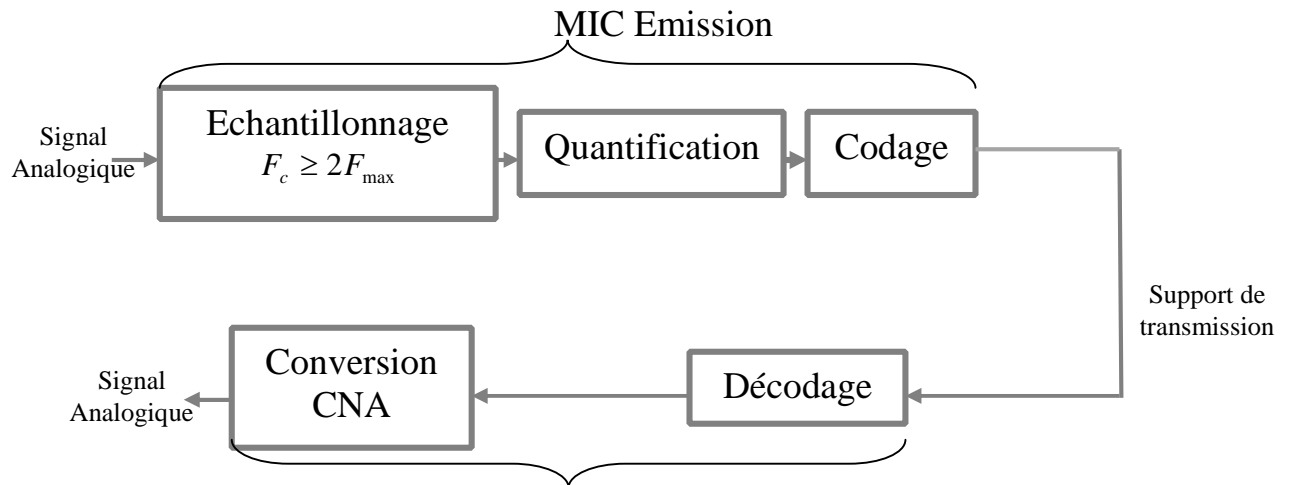 MIC Emission
Signal
Analogique
Echantillonnage
F_c ≥ 2F_max
Quantification
Codage
Support de
transmission
Signal
Analogique
Conversion
CNA
Décodage